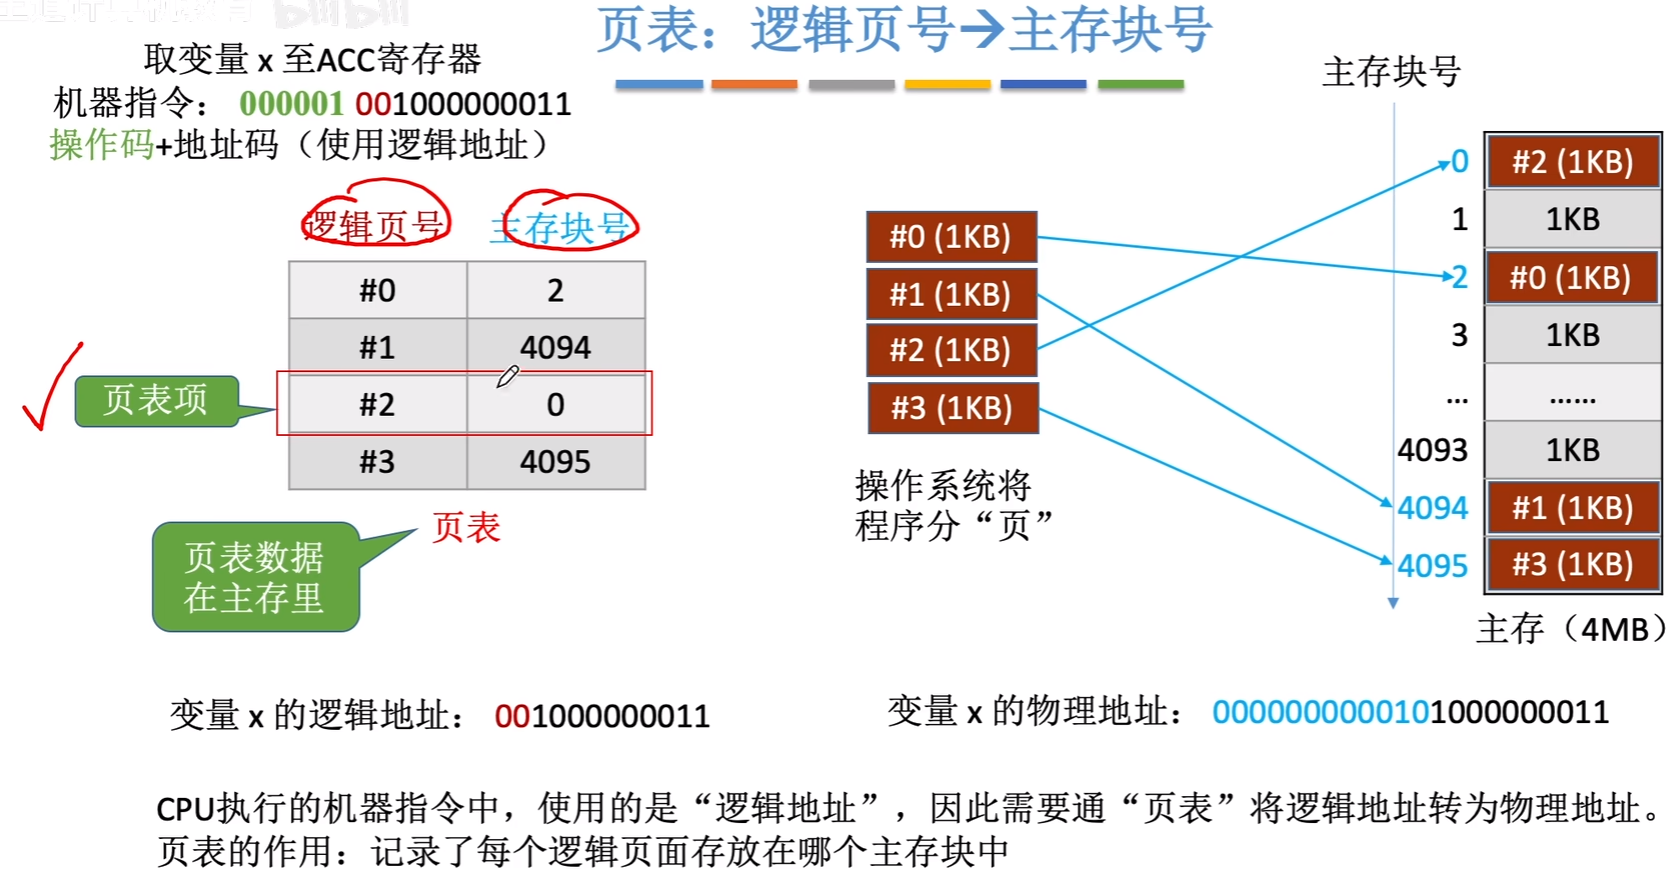 页表：逻辑页号→主存块号
取变量 x 至ACC寄存器
机器指令： 000001 001000000011
操作码+地址码（使用逻辑地址）
逻辑页号 主存块号
#0 2
#1 4094
#2 0
#3 4095
页表项
页表
页表数据
在主存里
#0 (1KB)
#1 (1KB)
#2 (1KB)
#3 (1KB)
操作系统将
程序分“页”
主存块号
0 #2 (1KB)
1 1KB
2 #0 (1KB)
3 1KB
... ......
4093 1KB
4094 #1 (1KB)
4095 #3 (1KB)
主存（4MB）
变量 x 的逻辑地址： 001000000011
变量 x 的物理地址： 0000000000101000000011
CPU执行的机器指令中，使用的是“逻辑地址”，因此需要通“页表”将逻辑地址转为物理地址。
页表的作用：记录了每个逻辑页面存放在哪个主存块中